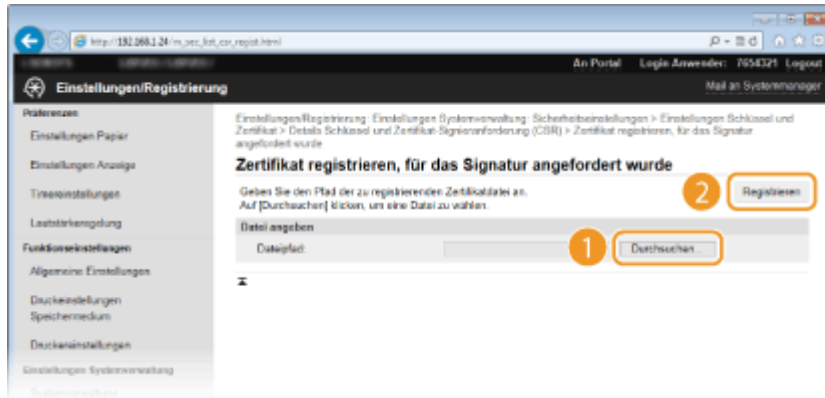 http://192.168.1.24/m_sec_list_csr_regist.html
An Portal Login Anwender: 7654321 Logout
Einstellungen/Registrierung
Mail an Systemmanager
Präferenzen
Einstellungen Papier
Einstellungen Anzeige
Timereinstellungen
Lautstärkeregelung
Funktionseinstellungen
Allgemeine Einstellungen
Druckeinstellungen
Speichermedium
Druckereinstellungen
Einstellungen Systemverwaltung
Systemverwaltung
Einstellungen/Registrierung: Einstellungen Systemverwaltung: Sicherheitseinstellungen > Einstellungen Schlüssel und
Zertifikat > Details Schlüssel und Zertifikat-Signieranforderung (CSR) > Zertifikat registrieren, für das Signatur
angefordert wurde
Zertifikat registrieren, für das Signatur angefordert wurde
Geben Sie den Pfad der zu registrierenden Zertifikatdatei an.
Auf [Durchsuchen] klicken, um eine Datei zu wählen.
2 Registrieren
Datei angeben
Dateipfad:
1 Durchsuchen...